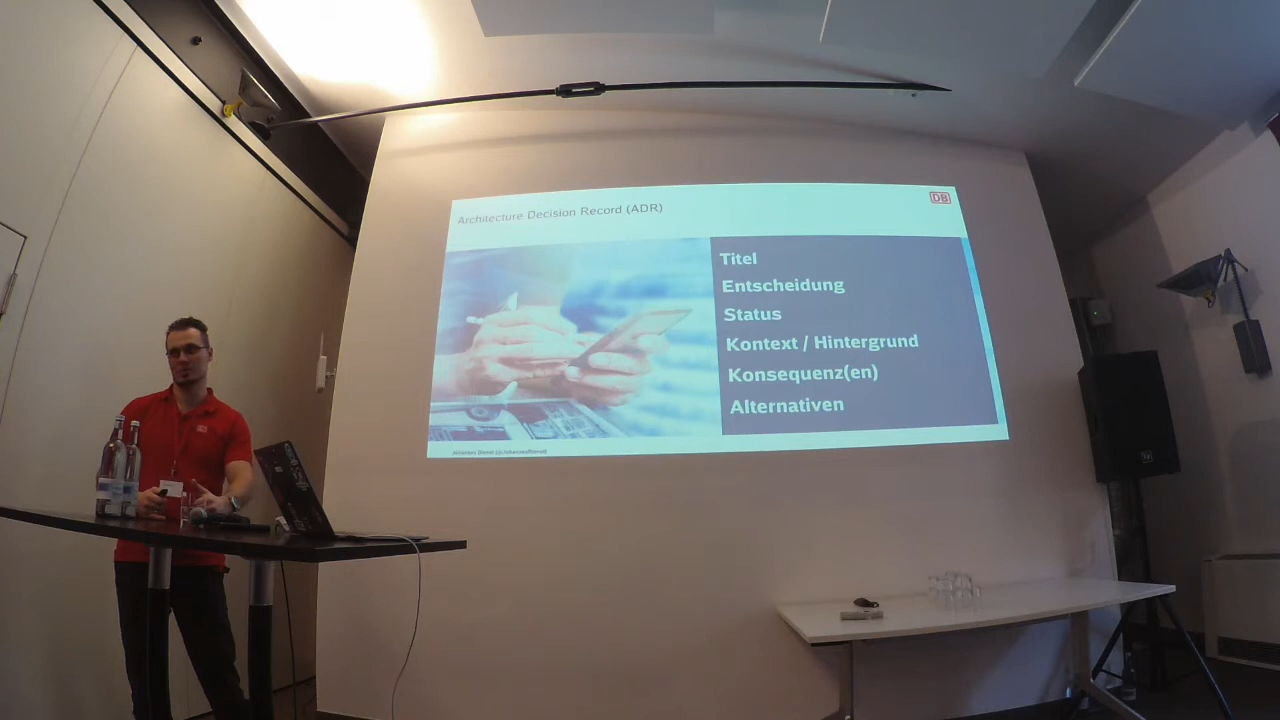 Architecture Decision Record (ADR)
DB
Titel
Entscheidung
Status
Kontext / Hintergrund
Konsequenz(en)
Alternativen